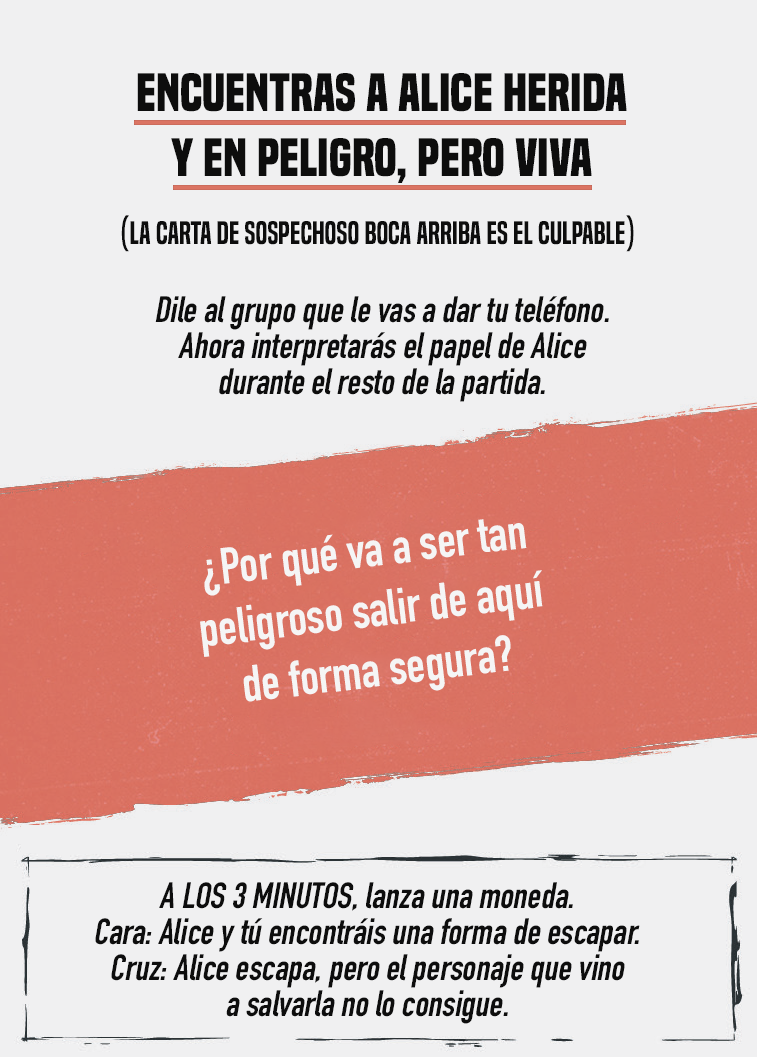 ENCUENTRAS A ALICE HERIDA
Y EN PELIGRO, PERO VIVA
(LA CARTA DE SOSPECHOSO BOCA ARRIBA ES EL CULPABLE)
Dile al grupo que le vas a dar tu teléfono.
Ahora interpretarás el papel de Alice
durante el resto de la partida.
¿Por qué va a ser tan
peligroso salir de aquí
de forma segura?
A LOS 3 MINUTOS, lanza una moneda.
Cara: Alice y tú encontráis una forma de escapar.
Cruz: Alice escapa, pero el personaje que vino
a salvarla no lo consigue.